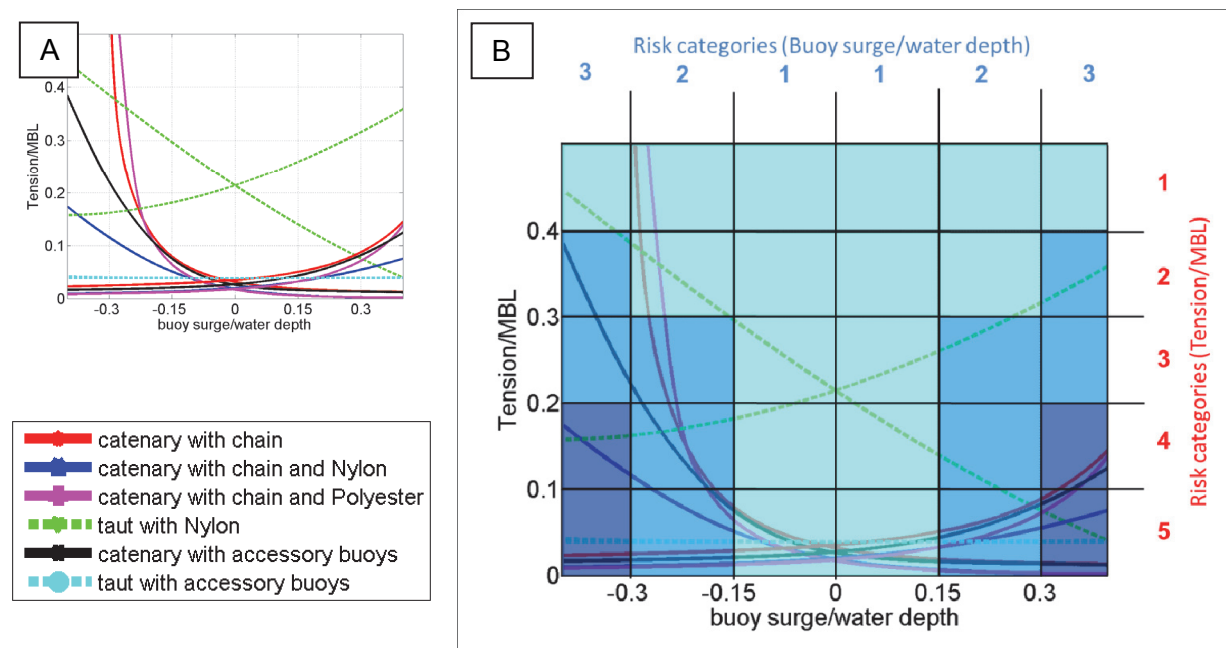 A
Tension/MBL
0.4
0.3
0.2
0.1
0
-0.3 -0.15 0 0.15 0.3
buoy surge/water depth
catenary with chain
catenary with chain and Nylon
catenary with chain and Polyester
taut with Nylon
catenary with accessory buoys
taut with accessory buoys
B
Risk categories (Buoy surge/water depth)
3 2 1 1 2 3
Tension/MBL
0.4
0.3
0.2
0.1
0
-0.3 -0.15 0 0.15 0.3
buoy surge/water depth
1
2
3
4
5
Risk categories (Tension/MBL)